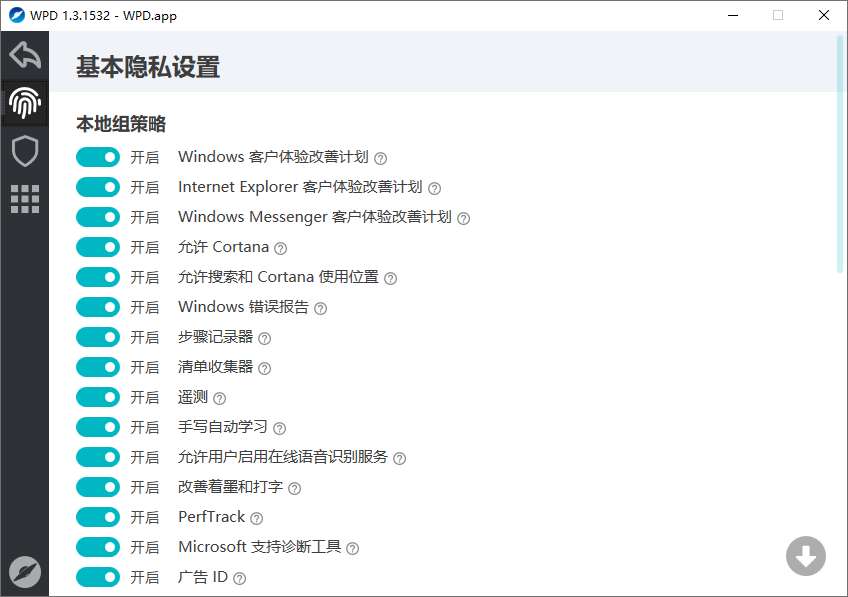 WPD 1.3.1532 - WPD.app
基本隐私设置
本地组策略
开启 Windows 客户体验改善计划 ?
开启 Internet Explorer 客户体验改善计划 ?
开启 Windows Messenger 客户体验改善计划 ?
开启 允许 Cortana ?
开启 允许搜索和 Cortana 使用位置 ?
开启 Windows 错误报告 ?
开启 步骤记录器 ?
开启 清单收集器 ?
开启 遥测 ?
开启 手写自动学习 ?
开启 允许用户启用在线语音识别服务 ?
开启 改善着墨和打字 ?
开启 PerfTrack ?
开启 Microsoft 支持诊断工具 ?
开启 广告 ID ?